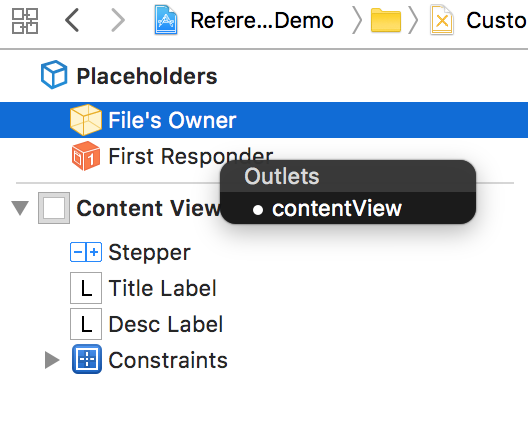 Refere...Demo Custo
Placeholders
File's Owner
First Responder
Outlets
contentView
Content View
Stepper
L Title Label
L Desc Label
Constraints